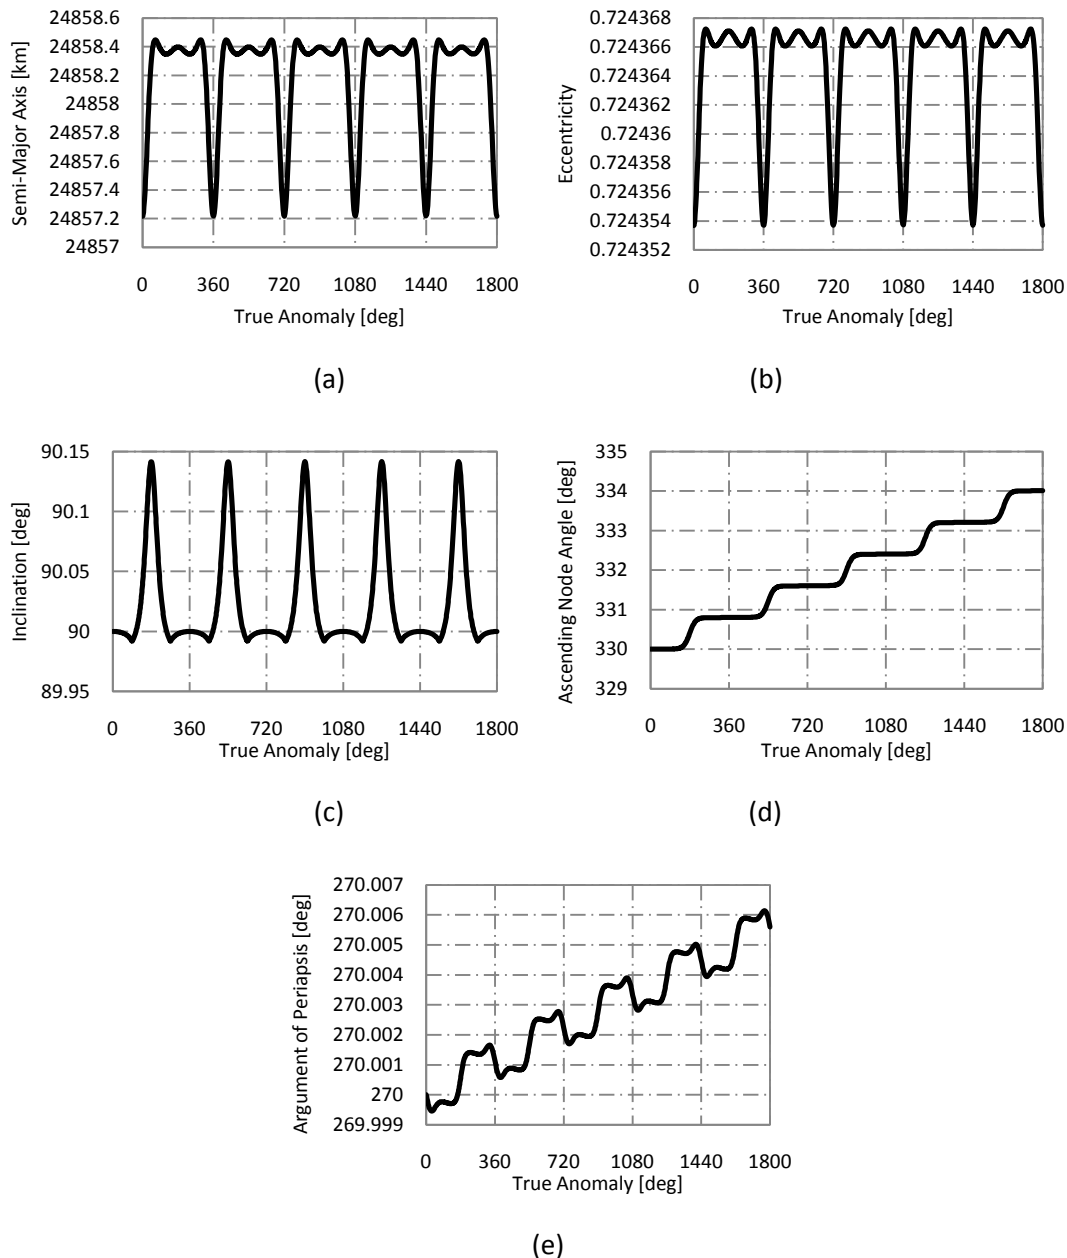 Semi-Major Axis [km]
24858.6
24858.4
24858.2
24858
24857.8
24857.6
24857.4
24857.2
24857
0 360 720 1080 1440 1800
True Anomaly [deg]
(a)
Eccentricity
0.724368
0.724366
0.724364
0.724362
0.72436
0.724358
0.724356
0.724354
0.724352
0 360 720 1080 1440 1800
True Anomaly [deg]
(b)
Inclination [deg]
90.15
90.1
90.05
90
89.95
0 360 720 1080 1440 1800
True Anomaly [deg]
(c)
Ascending Node Angle [deg]
335
334
333
332
331
330
329
0 360 720 1080 1440 1800
True Anomaly [deg]
(d)
Argument of Periapsis [deg]
270.007
270.006
270.005
270.004
270.003
270.002
270.001
270
269.999
0 360 720 1080 1440 1800
True Anomaly [deg]
(e)